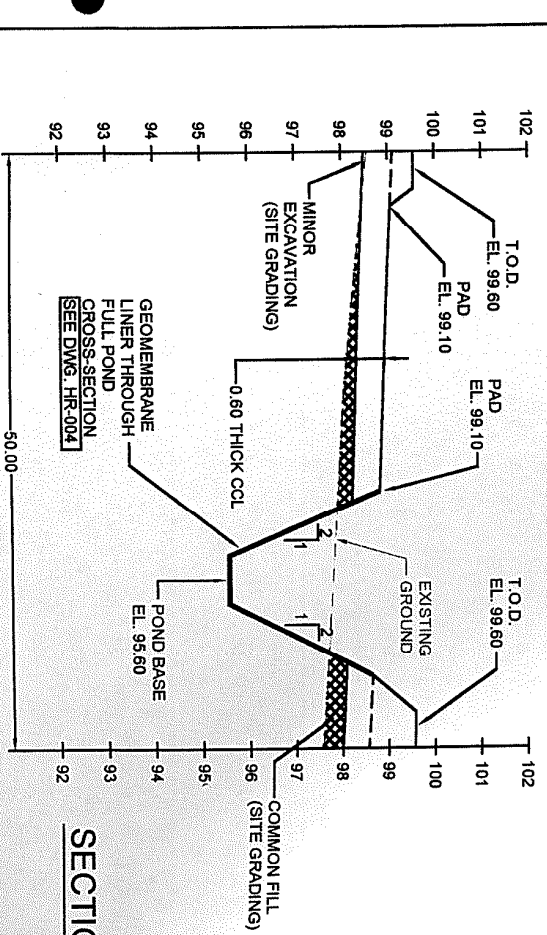 102
101
100
99
98
97
96
95
94
93
92
T.O.D.
EL. 99.60
PAD
EL. 99.10
PAD
EL. 99.10
T.O.D.
EL. 99.60
MINOR
EXCAVATION
(SITE GRADING)
0.60 THICK CCL
EXISTING
GROUND
2
1
2
1
GEOMEMBRANE
LINER THROUGH
FULL POND
CROSS-SECTION
SEE DWG. HR-004
POND BASE
EL. 95.60
COMMON FILL
(SITE GRADING)
50.00
102
101
100
99
98
97
96
95
94
93
92